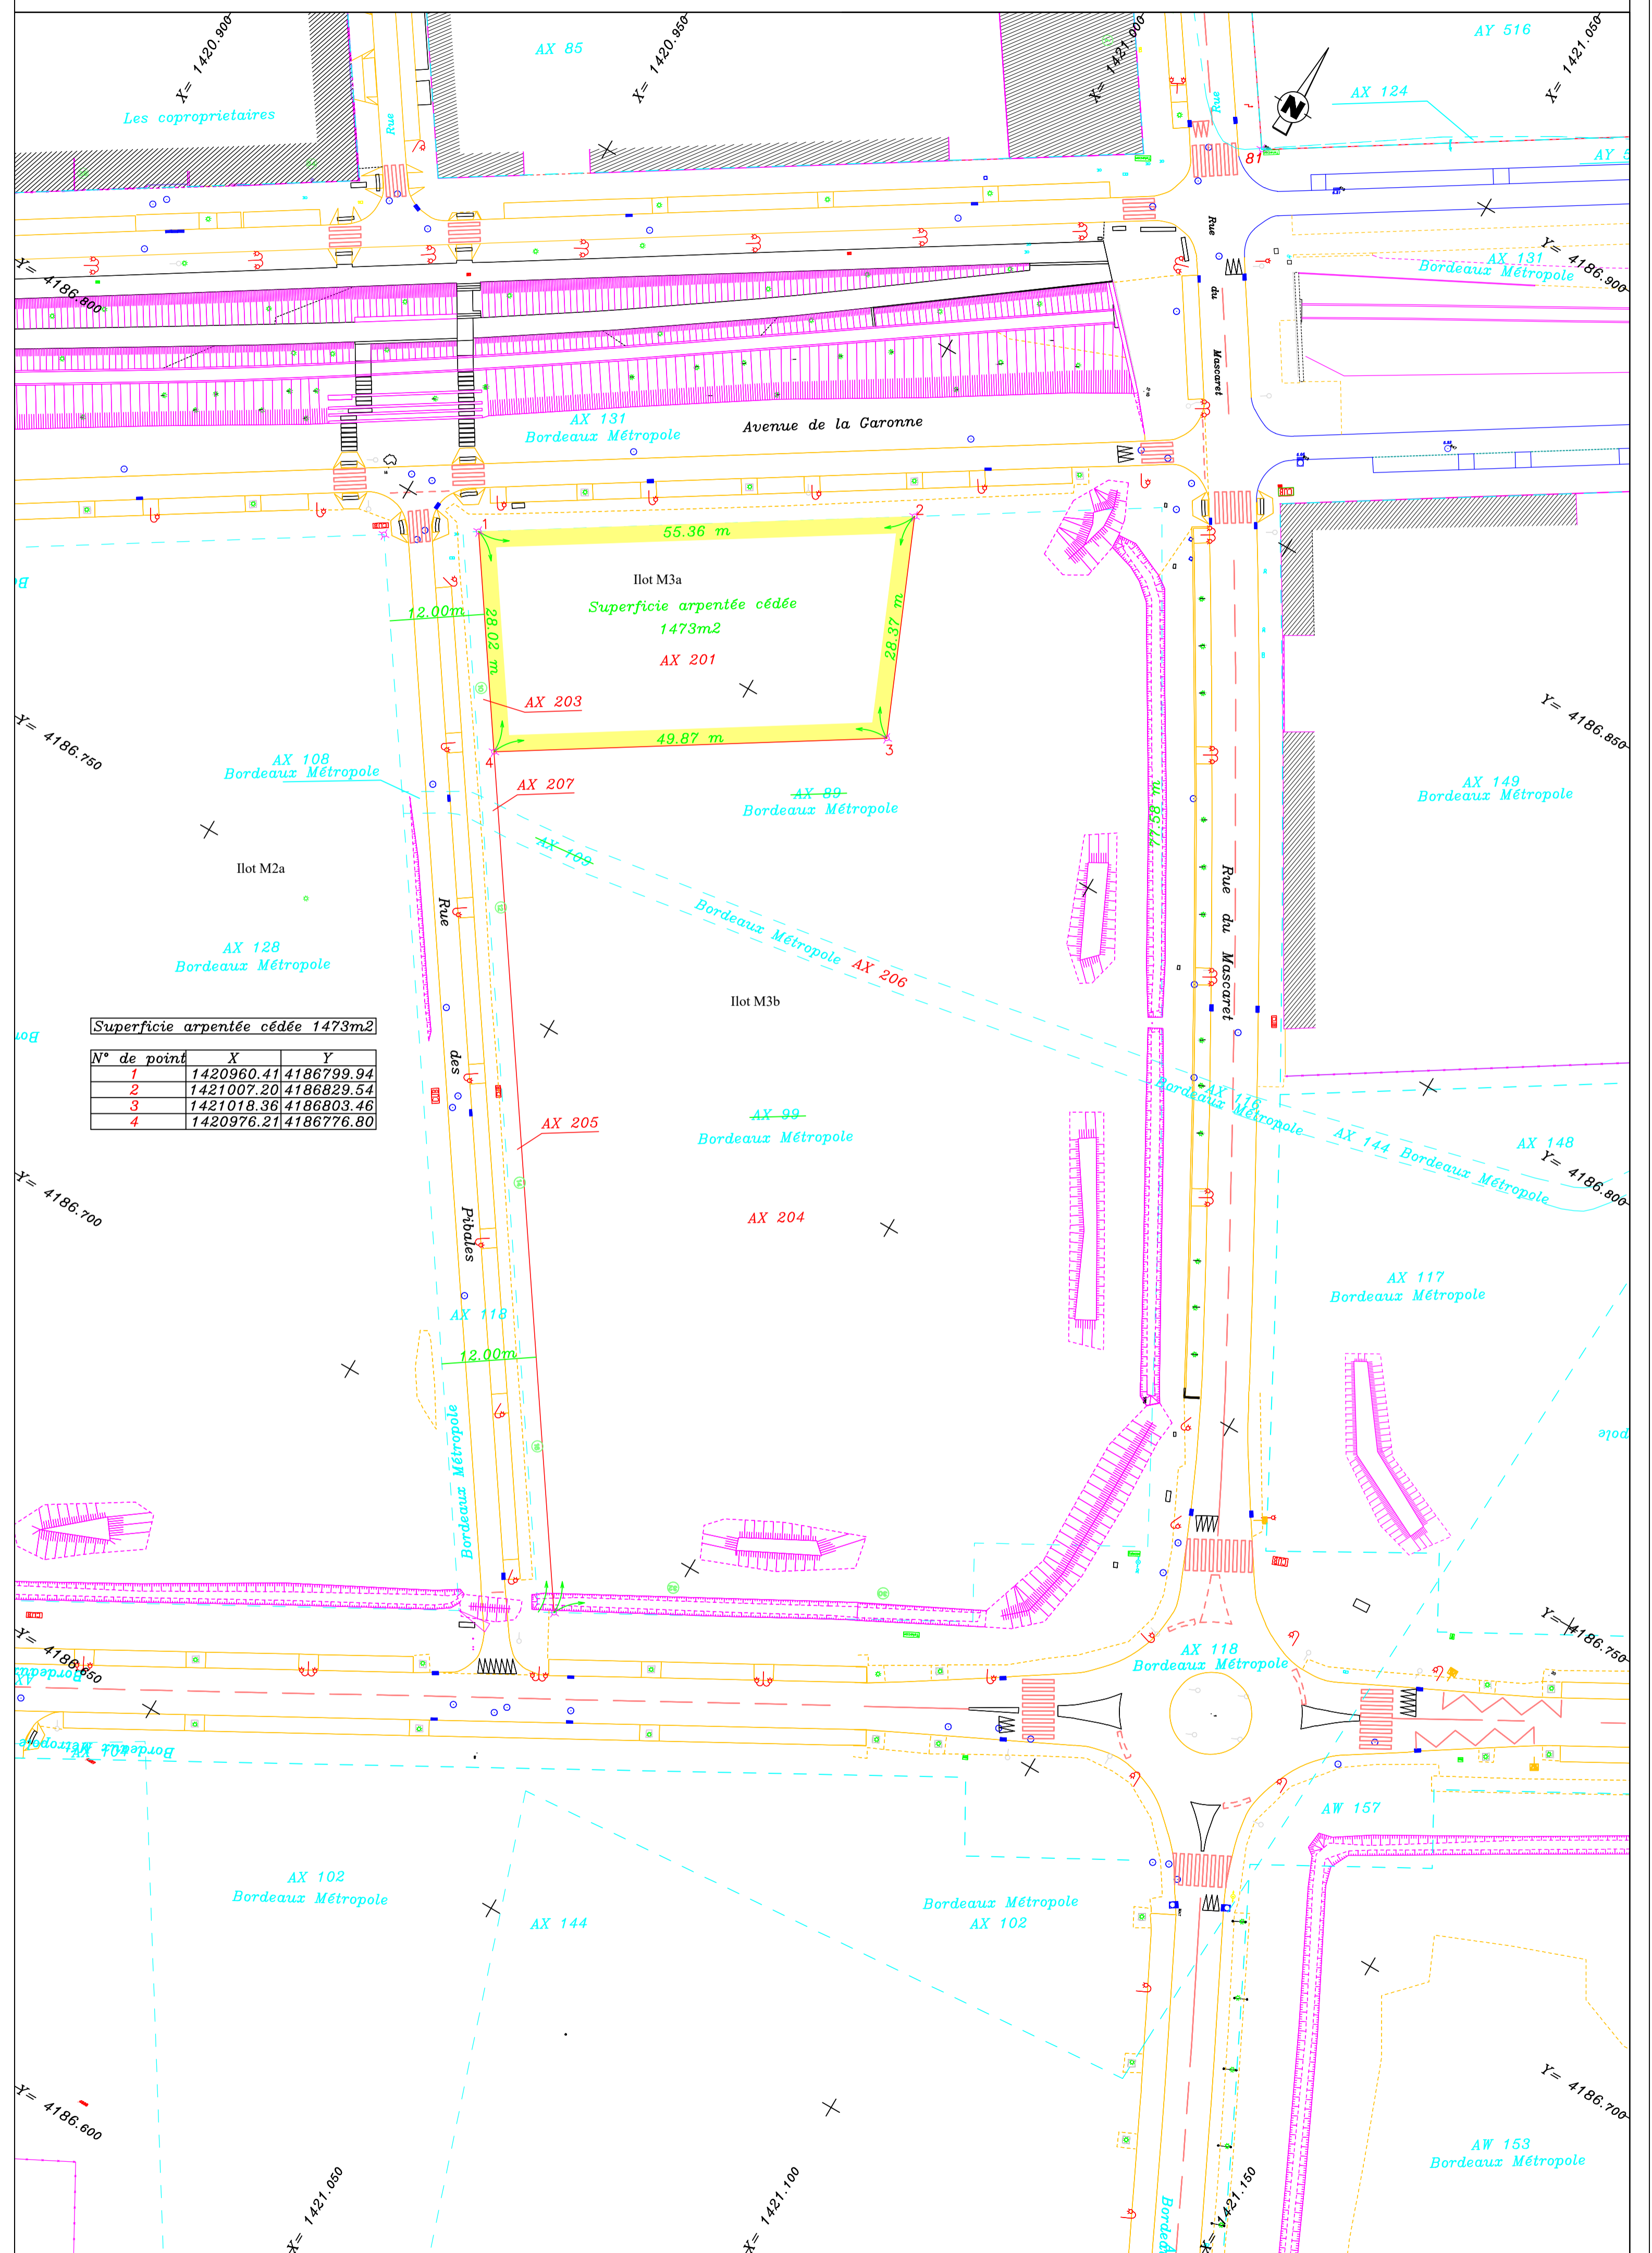 X= 1420.900
X= 1420.950
X= 1421.000
X= 1421.050
AX 85
AY 516
AX 124
Les coproprietaires
Rue
Rue
N
81
Rue
du
Mascaret
Y= 4186.800
Y= 4186.900
AX 131
Bordeaux Métropole
AX 131
Bordeaux Métropole
Avenue de la Garonne
1
2
55.36 m
Ilot M3a
Superficie arpentée cédée
1473m2
AX 201
12.00m
28.02 m
28.37 m
AX 203
49.87 m
4
3
Y= 4186.750
Y= 4186.850
AX 108
Bordeaux Métropole
AX 207
AX 89
Bordeaux Métropole
77.58 m
AX 149
Bordeaux Métropole
AX 109
Ilot M2a
Rue
des
Pibales
Rue du Mascaret
Bordeaux Métropole
AX 206
AX 128
Bordeaux Métropole
Ilot M3b
Superficie arpentée cédée 1473m2
N° de point X Y
1 1420960.41 4186799.94
2 1421007.20 4186829.54
3 1421018.36 4186803.46
4 1420976.21 4186776.80
AX 205
AX 99
Bordeaux Métropole
AX 116
Bordeaux Métropole
AX 144 Bordeaux Métropole
AX 148
Y= 4186.700
Y= 4186.800
AX 204
AX 117
Bordeaux Métropole
AX 118
12.00m
Bordeaux Métropole
Y= 4186.650
Y= 4186.750
AX 118
Bordeaux Métropole
Bordeaux
AX
Bordeaux Métropole
AX 101
AW 157
AX 102
Bordeaux Métropole
AX 144
Bordeaux Métropole
AX 102
Y= 4186.600
Y= 4186.700
AW 153
Bordeaux Métropole
X= 1421.050
X= 1421.100
X= 1421.150